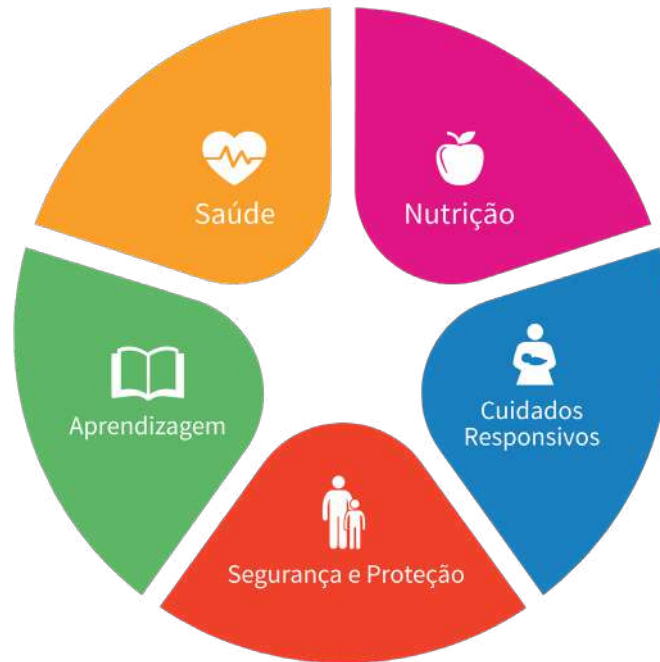 Saúde
Nutrição
Aprendizagem
Cuidados
Responsivos
Segurança e Proteção